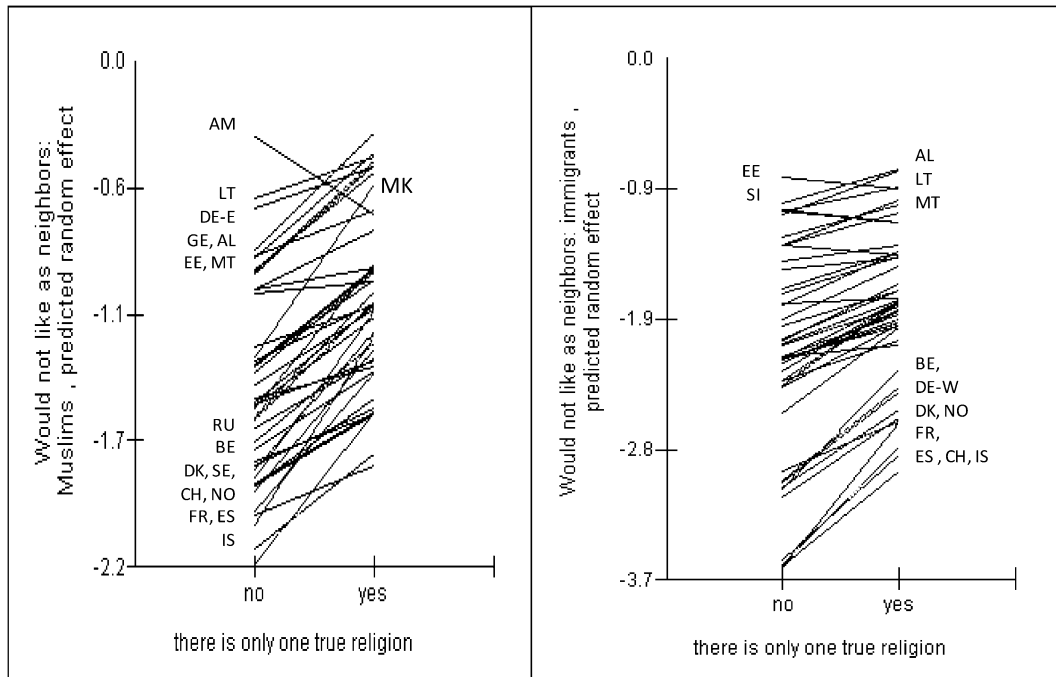 Would not like as neighbors:
Muslims , predicted random effect
0.0
-0.6
-1.1
-1.7
-2.2
AM
LT
DE-E
GE, AL
EE, MT
RU
BE
DK, SE,
CH, NO
FR, ES
IS
MK
no yes
there is only one true religion
Would not like as neighbors: immigrants ,
predicted random effect
0.0
-0.9
-1.9
-2.8
-3.7
EE
SI
AL
LT
MT
BE,
DE-W
DK, NO
FR,
ES , CH, IS
no yes
there is only one true religion